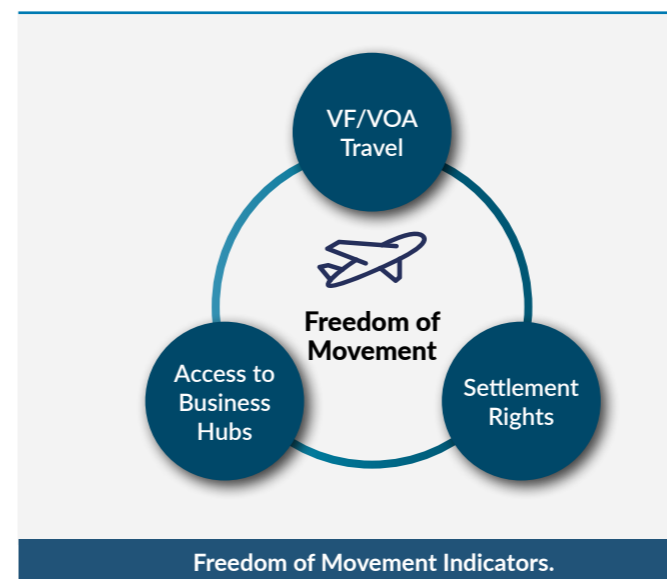 VF/VOA
Travel
Freedom of
Movement
Access to
Business
Hubs
Settlement
Rights
Freedom of Movement Indicators.